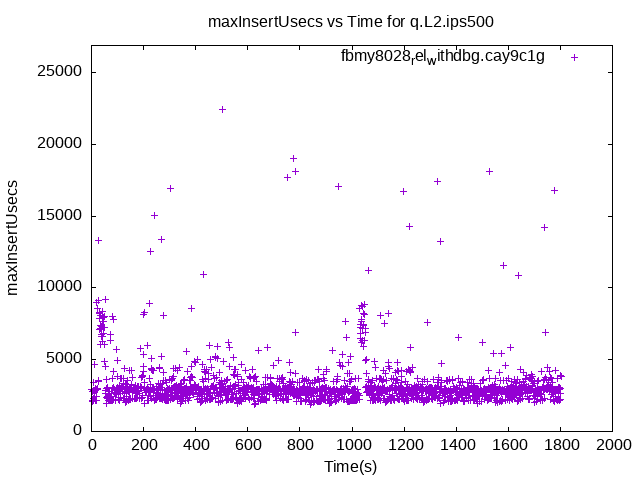 maxInsertUsecs vs Time for q.L2.ips500
fbmy8028relwithdbg.cay9c1g
25000
20000
15000
10000
5000
0
maxInsertUsecs
0 200 400 600 800 1000 1200 1400 1600 1800 2000
Time(s)